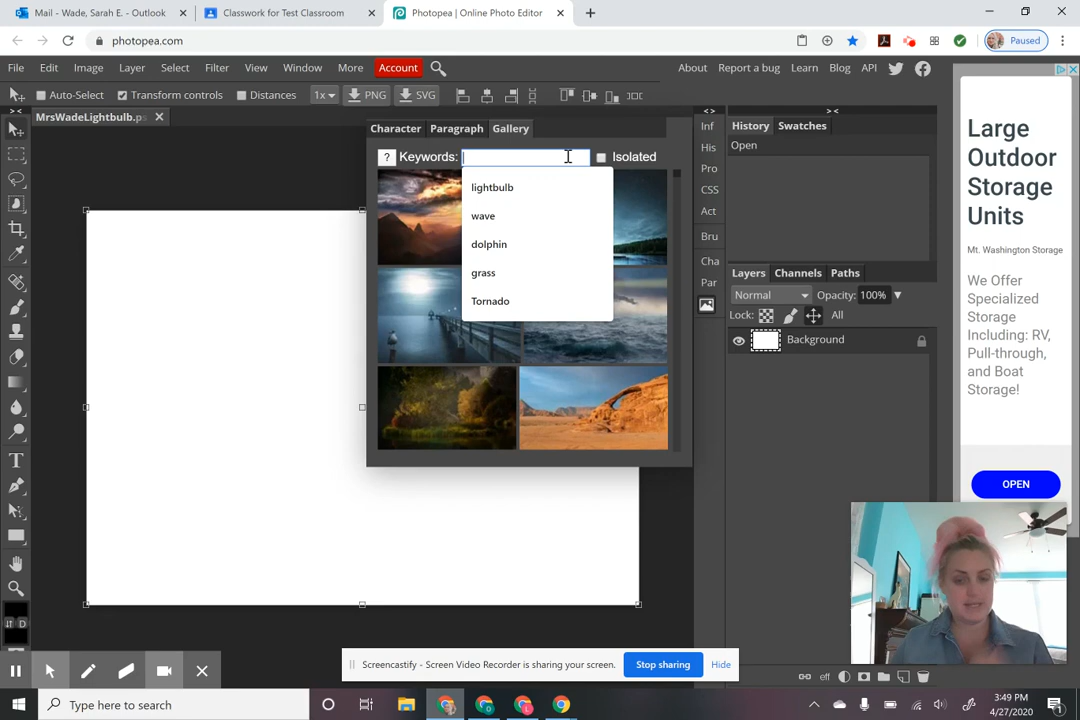 Mail - Wade, Sarah E. - Outlook
Classwork for Test Classroom
Photopea | Online Photo Editor
photopea.com
Paused
File Edit Image Layer Select Filter View Window More Account
About Report a bug Learn Blog API
Auto-Select Transform controls Distances 1x PNG SVG
MrsWadeLightbulb.ps
Character Paragraph Gallery
? Keywords: Isolated
lightbulb
wave
dolphin
grass
Tornado
Inf
His
Pro
CSS
Act
Bru
Cha
Par
History Swatches
Open
Layers Channels Paths
Normal Opacity: 100%
Lock: All
Background
eff
Large
Outdoor
Storage
Units
Mt. Washington Storage
We Offer
Specialized
Storage
Including: RV,
Pull-through,
and Boat
Storage!
OPEN
D
Screencastify - Screen Video Recorder is sharing your screen. Stop sharing Hide
Type here to search
3:49 PM
4/27/2020